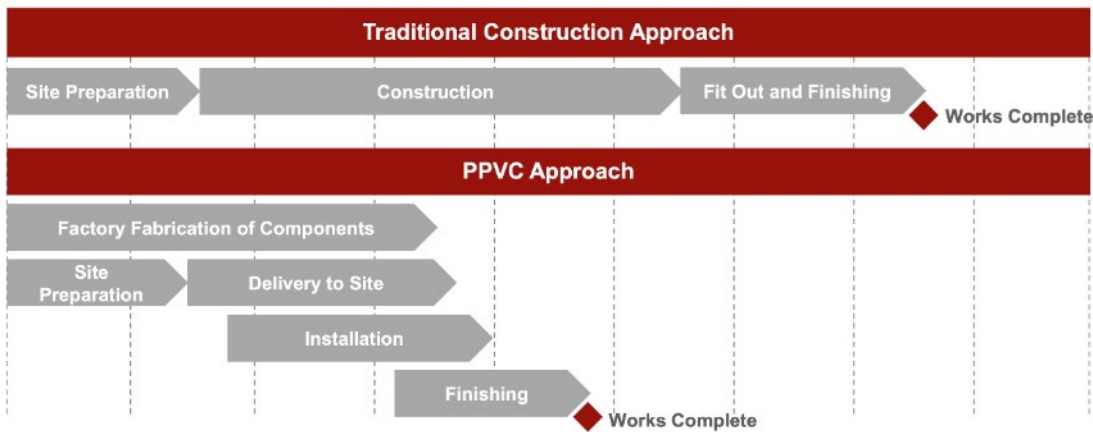 Traditional Construction Approach
Site Preparation
Construction
Fit Out and Finishing
Works Complete
PPVC Approach
Factory Fabrication of Components
Site
Preparation
Delivery to Site
Installation
Finishing
Works Complete